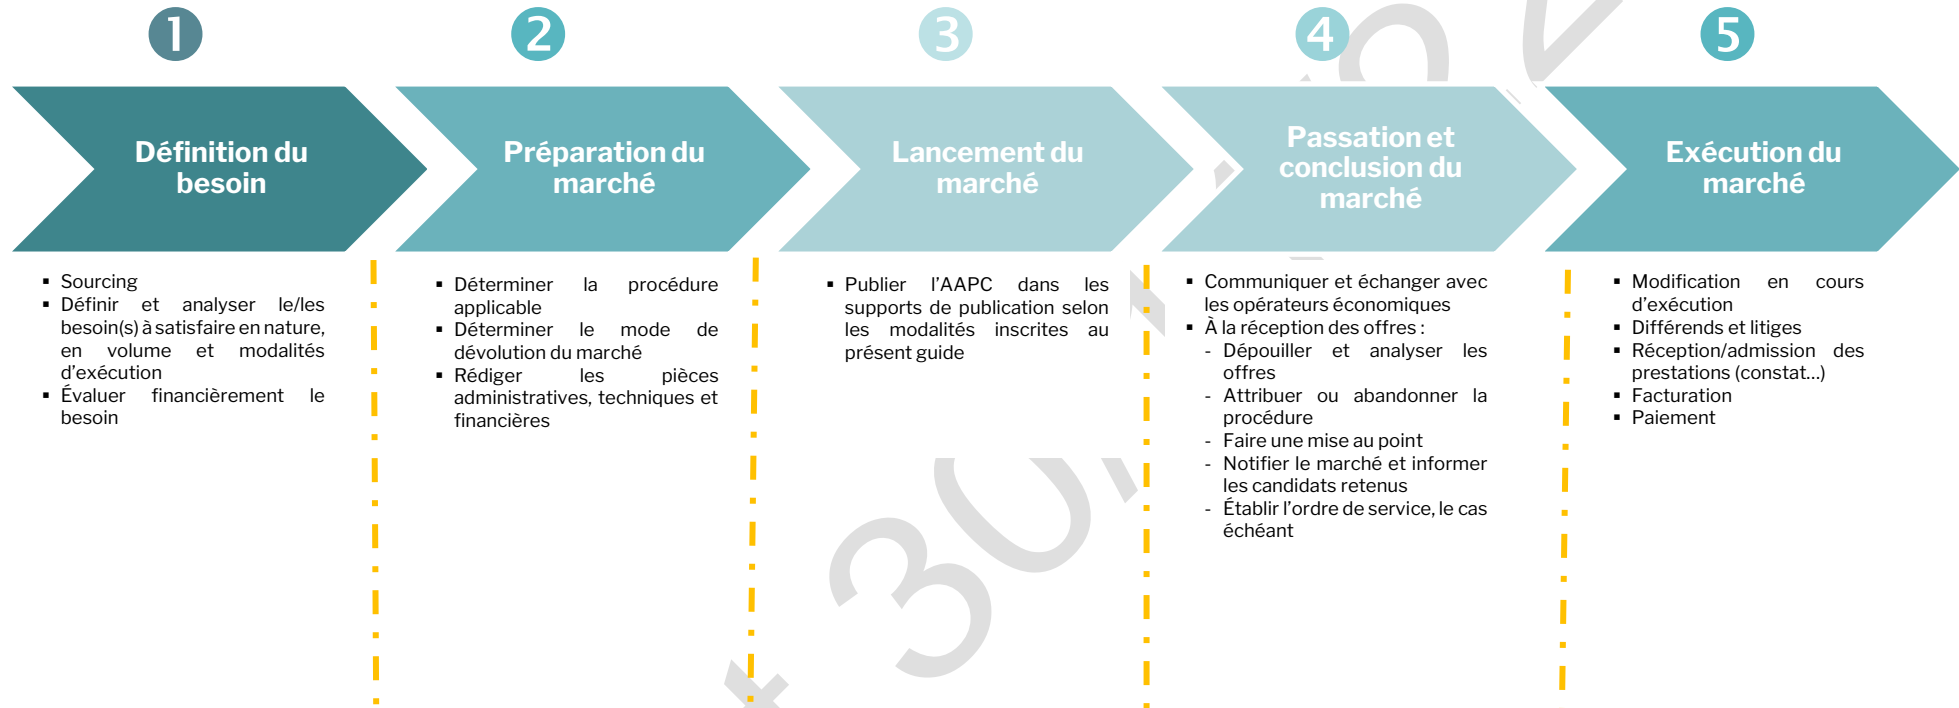 1
Définition du
besoin
▪ Sourcing
▪ Définir et analyser le/les
besoin(s) à satisfaire en nature,
en volume et modalités
d’exécution
▪ Évaluer financièrement le
besoin
2
Préparation du
marché
▪ Déterminer la procédure
applicable
▪ Déterminer le mode de
dévolution du marché
▪ Rédiger les pièces
administratives, techniques et
financières
3
Lancement du
marché
▪ Publier l’AAPC dans les
supports de publication selon
les modalités inscrites au
présent guide
4
Passation et
conclusion du
marché
▪ Communiquer et échanger avec
les opérateurs économiques
▪ À la réception des offres :
- Dépouiller et analyser les
offres
- Attribuer ou abandonner la
procédure
- Faire une mise au point
- Notifier le marché et informer
les candidats retenus
- Établir l’ordre de service, le cas
échéant
5
Exécution du
marché
▪ Modification en cours
d’exécution
▪ Différends et litiges
▪ Réception/admission des
prestations (constat…)
▪ Facturation
▪ Paiement
30